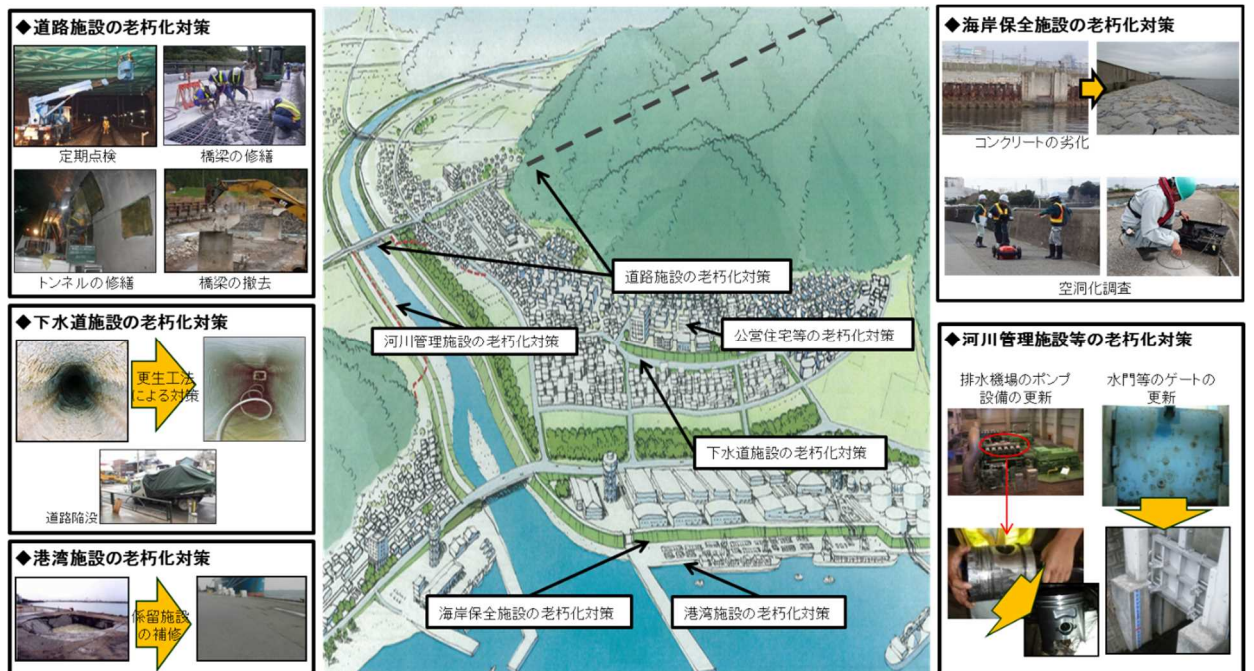 ◆道路施設の老朽化対策
定期点検
橋梁の修繕
トンネルの修繕
橋梁の撤去
◆下水道施設の老朽化対策
更生工法
による対策
道路陥没
◆港湾施設の老朽化対策
係留施設
の補修
道路施設の老朽化対策
河川管理施設の老朽化対策
公営住宅等の老朽化対策
下水道施設の老朽化対策
海岸保全施設の老朽化対策
港湾施設の老朽化対策
◆海岸保全施設の老朽化対策
コンクリートの劣化
空洞化調査
◆河川管理施設等の老朽化対策
排水機場のポンプ
設備の更新
水門等のゲートの
更新